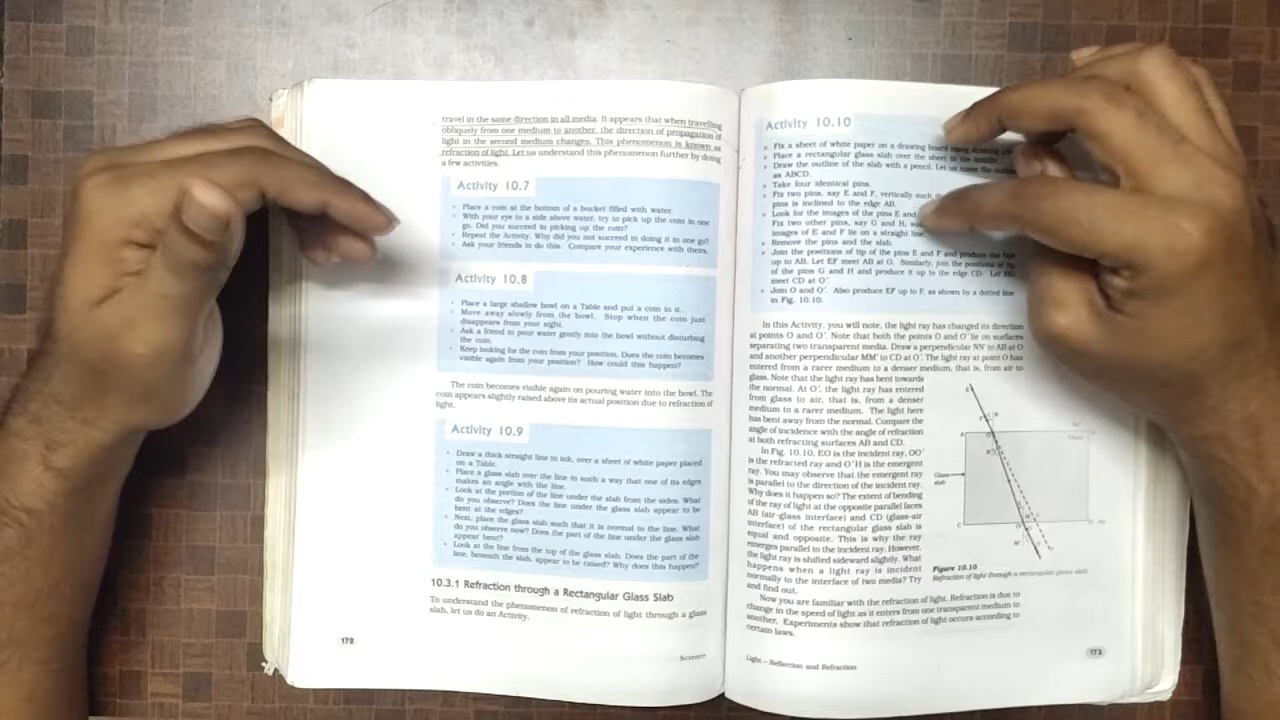 travel in the same direction in all media. It appears that when travelling
obliquely from one medium to another, the direction of propagation of
light in the second medium changes. This phenomenon is known as
refraction of light. Let us understand this phenomenon further by doing
a few activities.
Activity 10.7
• Place a coin at the bottom of a bucket filled with water.
• With your eye to a side above water, try to pick up the coin in one
go. Did you succeed in picking up the coin?
• Repeat the Activity. Why did you not succeed in doing it in one go?
• Ask your friends to do this. Compare your experience with theirs.
Activity 10.8
• Place a large shallow bowl on a Table and put a coin in it.
• Move away slowly from the bowl. Stop when the coin just
disappears from your sight.
• Ask a friend to pour water gently into the bowl without disturbing
the coin.
• Keep looking for the coin from your position. Does the coin becomes
visible again from your position? How could this happen?
The coin becomes visible again on pouring water into the bowl. The
coin appears slightly raised above its actual position due to refraction of
light.
Activity 10.9
• Draw a thick straight line in ink, over a sheet of white paper placed
on a Table.
• Place a glass slab over the line in such a way that one of its edges
makes an angle with the line.
• Look at the portion of the line under the slab from the sides. What
do you observe? Does the line under the glass slab appear to be
bent at the edges?
• Next, place the glass slab such that it is normal to the line. What
do you observe now? Does the part of the line under the glass slab
appear bent?
• Look at the line from the top of the glass slab. Does the part of the
line, beneath the slab, appear to be raised? Why does this happen?
10.3.1 Refraction through a Rectangular Glass Slab
To understand the phenomenon of refraction of light through a glass
slab, let us do an Activity.
172
Science
Activity 10.10
• Fix a sheet of white paper on a drawing board using drawing
• Place a rectangular glass slab over the sheet in the middle.
• Draw the outline of the slab with a pencil. Let us name the outline
as ABCD.
• Take four identical pins.
• Fix two pins, say E and F, vertically such
pins is inclined to the edge AB.
• Look for the images of the pins E and
Fix two other pins, say G and H,
images of E and F lie on a straight line.
• Remove the pins and the slab.
• Join the positions of tip of the pins E and F and produce the line
up to AB. Let EF meet AB at O. Similarly, join the positions of tip
of the pins G and H and produce it up to the edge CD. Let HG
meet CD at O′.
• Join O and O′. Also produce EF up to P, as shown by a dotted line
in Fig. 10.10.
In this Activity, you will note, the light ray has changed its direction
at points O and O′. Note that both the points O and O′ lie on surfaces
separating two transparent media. Draw a perpendicular NN′ to AB at O
and another perpendicular MM′ to CD at O′. The light ray at point O has
entered from a rarer medium to a denser medium, that is, from air to
glass. Note that the light ray has bent towards
the normal. At O′, the light ray has entered
from glass to air, that is, from a denser
medium to a rarer medium. The light here
has bent away from the normal. Compare the
angle of incidence with the angle of refraction
at both refracting surfaces AB and CD.
In Fig. 10.10, EO is the incident ray, OO′
is the refracted ray and O′H is the emergent
ray. You may observe that the emergent ray
is parallel to the direction of the incident ray.
Why does it happen so? The extent of bending
of the ray of light at the opposite parallel faces
AB (air-glass interface) and CD (glass-air
interface) of the rectangular glass slab is
equal and opposite. This is why the ray
emerges parallel to the incident ray. However,
the light ray is shifted sideward slightly. What
happens when a light ray is incident
normally to the interface of two media? Try
and find out.
Now you are familiar with the refraction of light. Refraction is due to
change in the speed of light as it enters from one transparent medium to
another. Experiments show that refraction of light occurs according to
certain laws.
E
A
Glass
Glass
slab
C
Figure 10.10
Refraction of light through a rectangular glass slab
Light – Reflection and Refraction
173